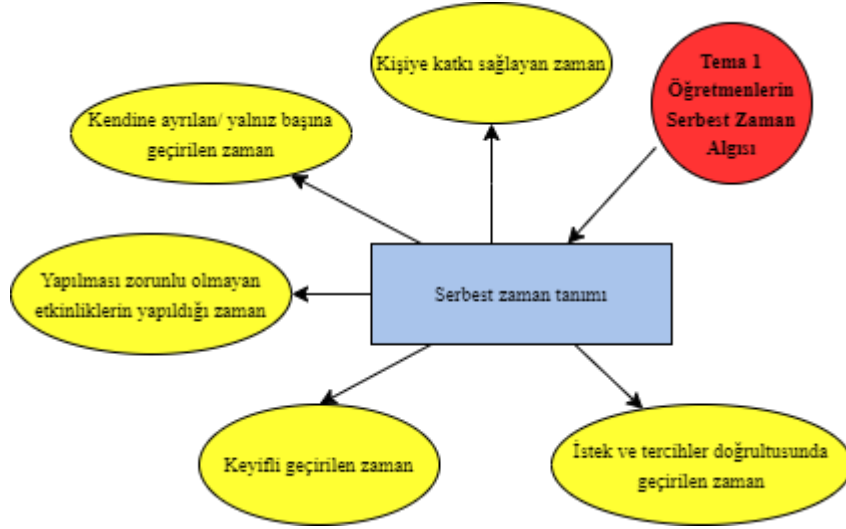 Kişiye katkı sağlayan zaman
Tema 1
Öğretmenlerin
Serbest Zaman
Algısı
Kendine ayrılan/ yalnız başına
geçirilen zaman
Yapılması zorunlu olmayan
etkinliklerin yapıldığı zaman
Serbest zaman tanımı
Keyifli geçirilen zaman
İstek ve tercihler doğrultusunda
geçirilen zaman